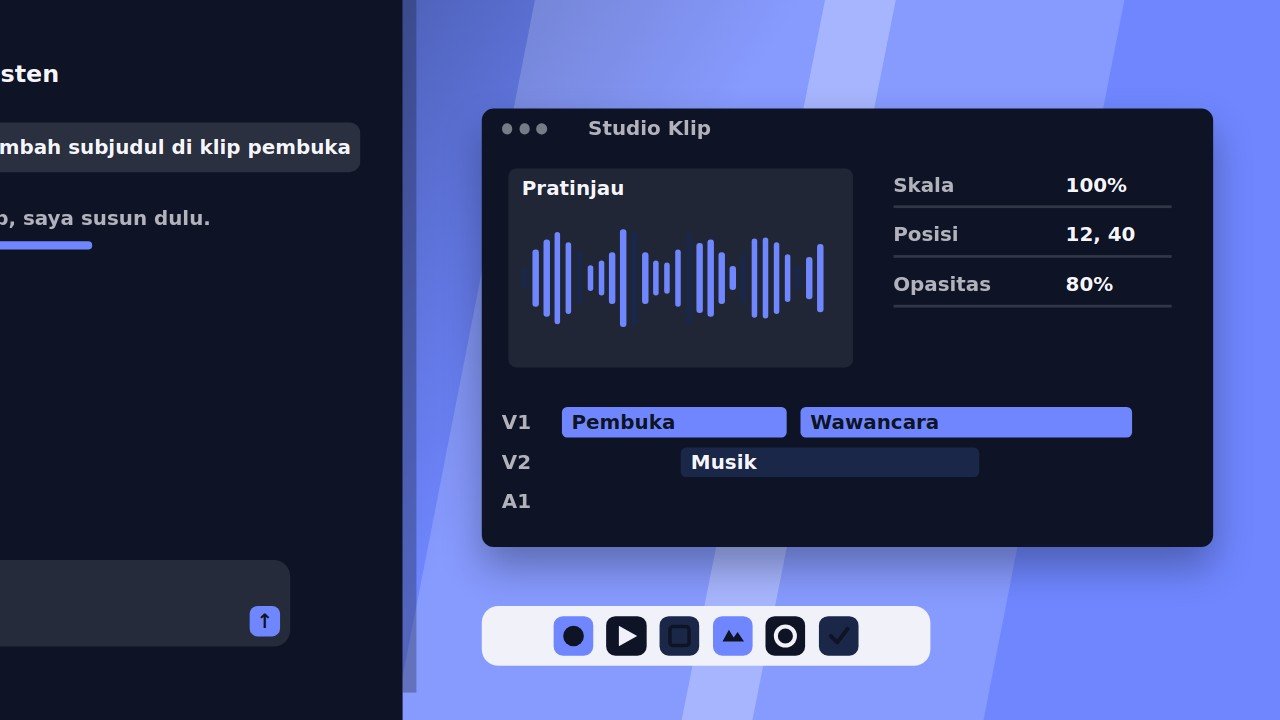 sten
mbah subjudul di klip pembuka
saya susun dulu.
Studio Klip
Pratinjau
Skala 100%
Posisi 12, 40
Opasitas 80%
V1 Pembuka Wawancara
V2 Musik
A1
↑